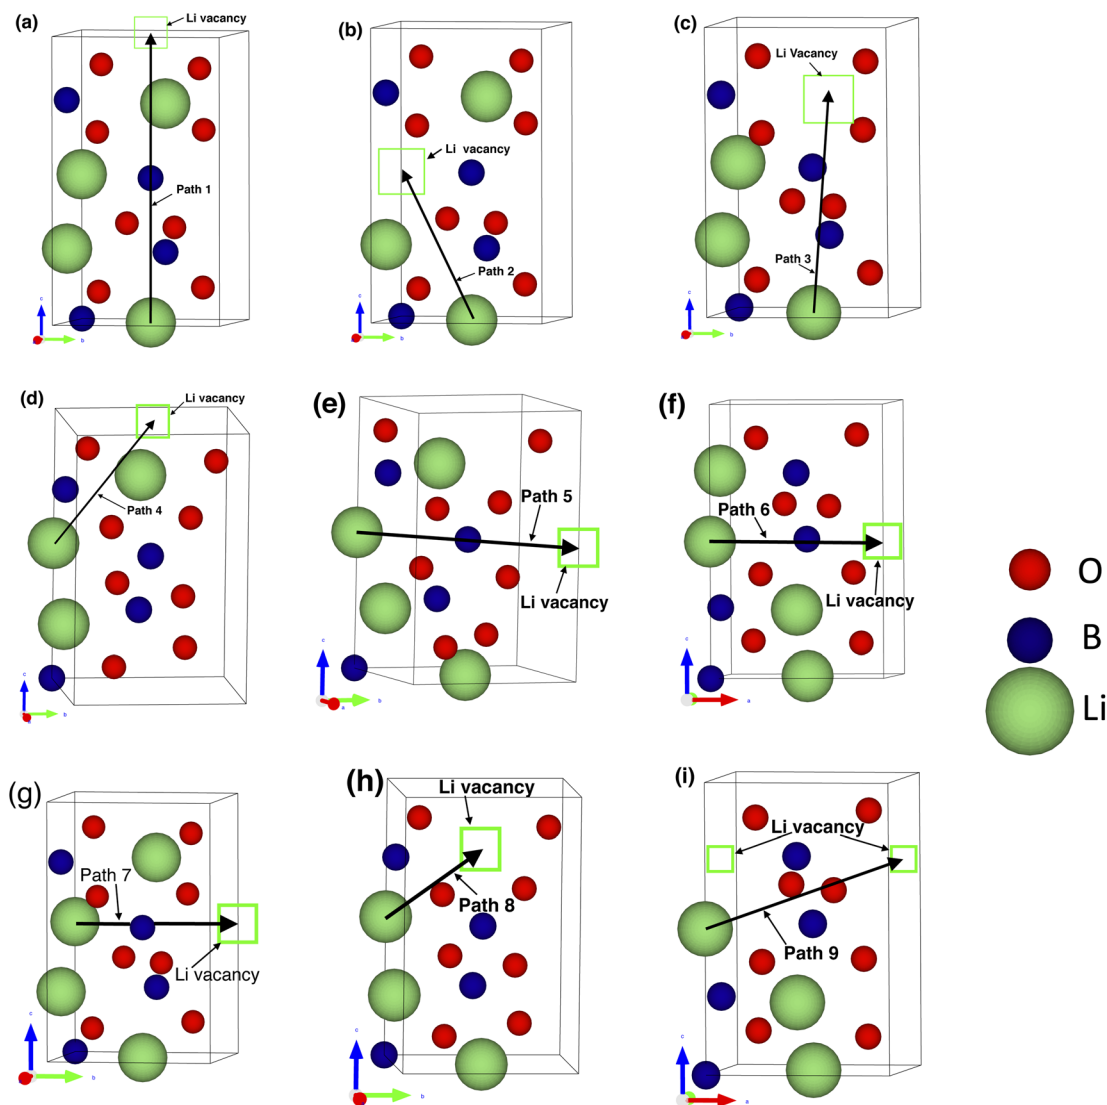 (a)
Li vacancy
Path 1
c
b
(b)
Li vacancy
Path 2
c
b
(c)
Li Vacancy
Path 3
c
b
(d)
Li vacancy
Path 4
c
b
(e)
Path 5
Li vacancy
c
a
b
(f)
Path 6
Li vacancy
c
a
O
B
Li
(g)
Path 7
Li vacancy
c
b
(h)
Li vacancy
Path 8
c
b
(i)
Li vacancy
Path 9
c
a